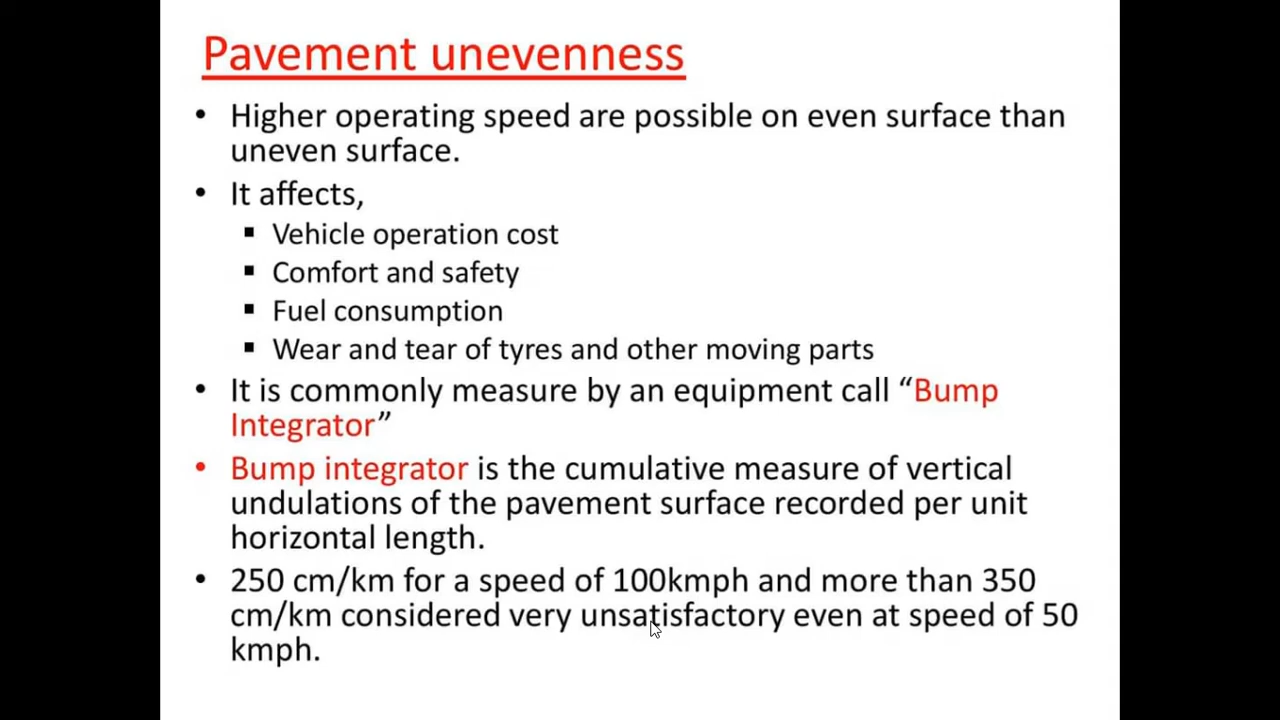 Pavement unevenness
• Higher operating speed are possible on even surface than
uneven surface.
• It affects,
▪ Vehicle operation cost
▪ Comfort and safety
▪ Fuel consumption
▪ Wear and tear of tyres and other moving parts
• It is commonly measure by an equipment call “Bump
Integrator”
• Bump integrator is the cumulative measure of vertical
undulations of the pavement surface recorded per unit
horizontal length.
• 250 cm/km for a speed of 100kmph and more than 350
cm/km considered very unsatisfactory even at speed of 50
kmph.